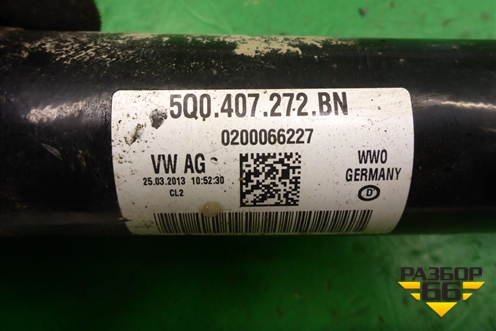 5Q0.407.272.BN
0200066227
VW AG
25.03.2013 10:52:30
CL2
WWO
GERMANY
D
РАЗБОР
66